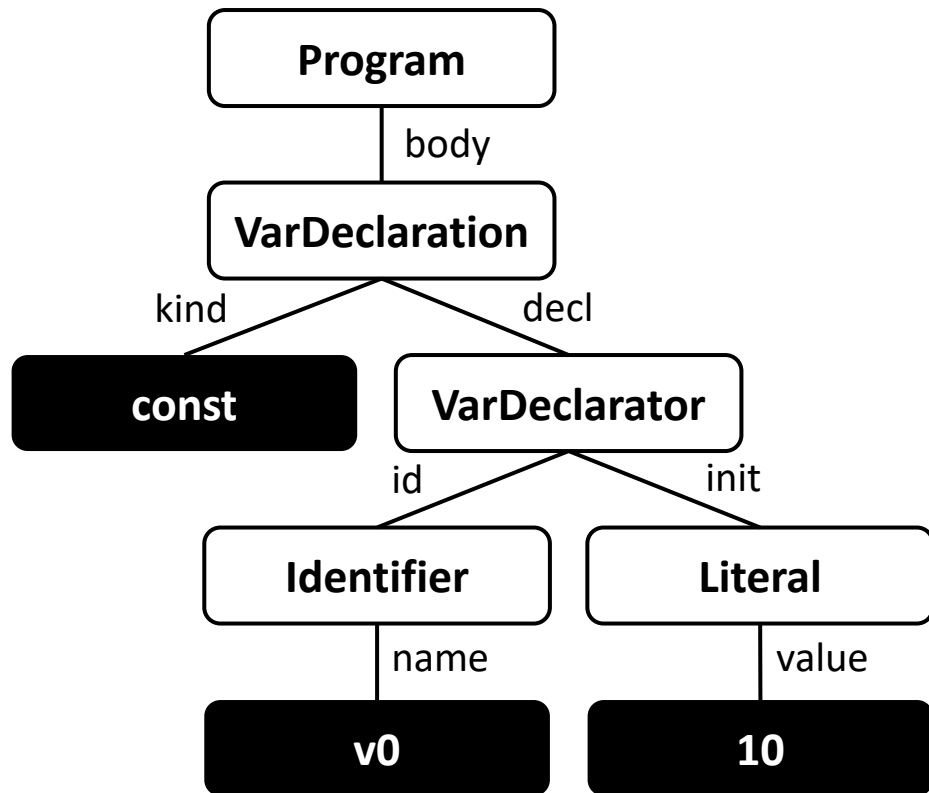 Program
body
VarDeclaration
kind
decl
const
VarDeclarator
id
init
Identifier
Literal
name
value
v0
10